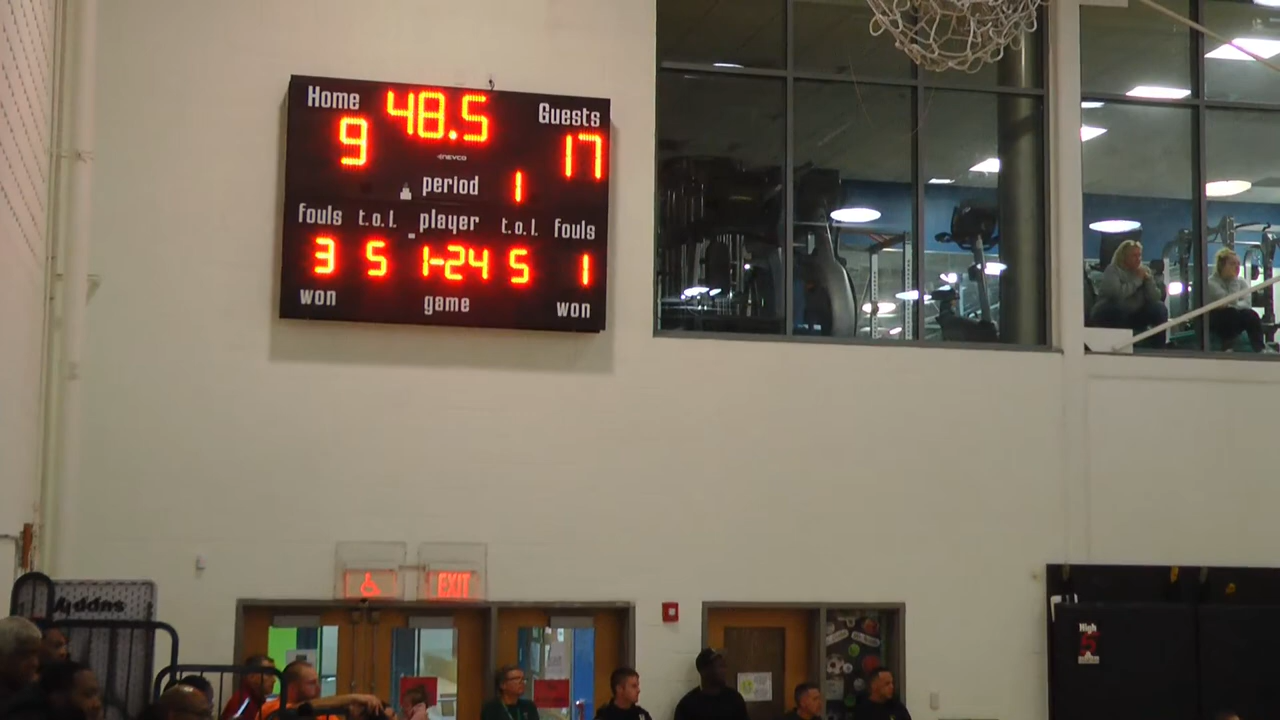 Home 48.5 Guests
9 17
NEVCO
period 1
fouls t.o.l. player t.o.l. fouls
3 5 1-24 5 1
won game won
EXIT
High
5